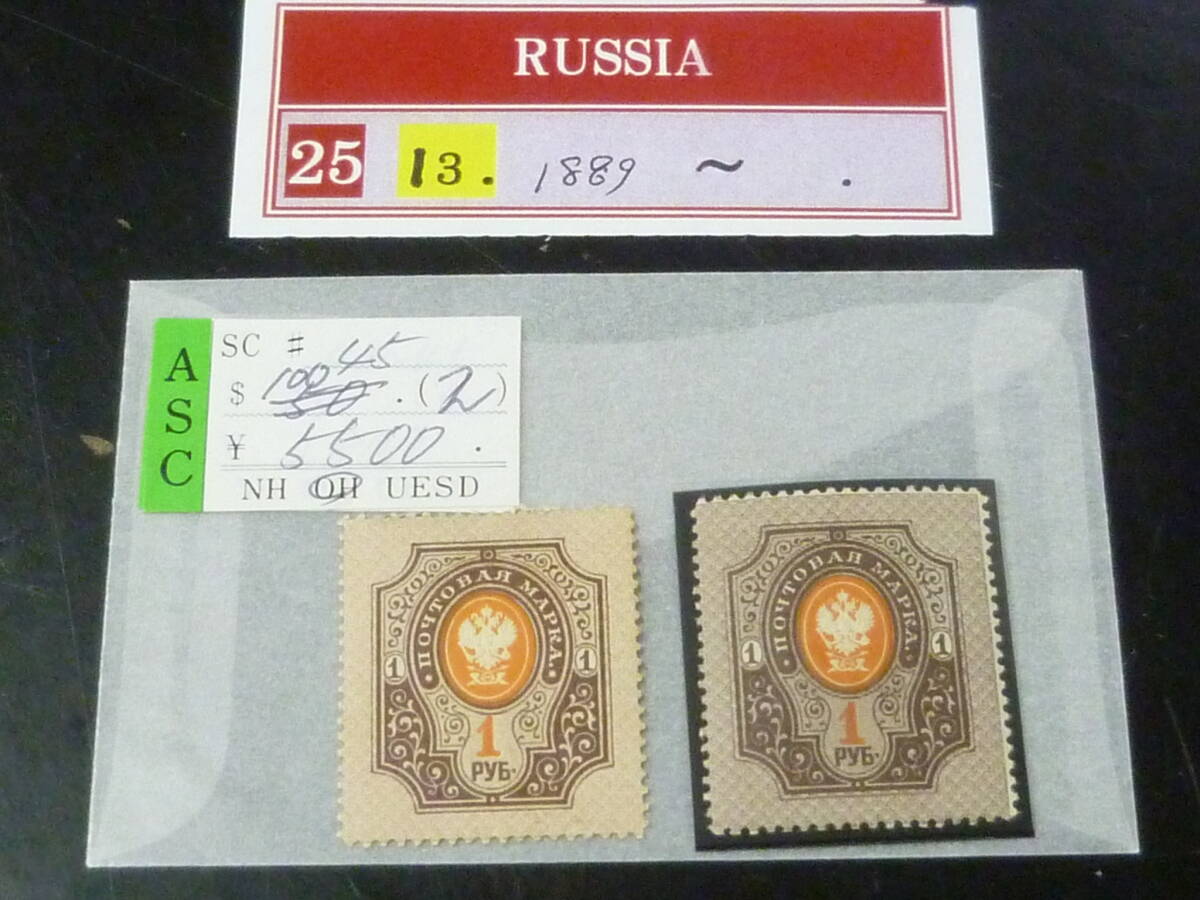 RUSSIA
25 13. 1889 ~ .
A S C
SC # 45
$ 100 50 . (2)
¥ 5500 .
NH OH UESD
ПОЧТОВАЯ МАРКА.
1 1
1
РУБ.
ПОЧТОВАЯ МАРКА.
1 1
1
РУБ.